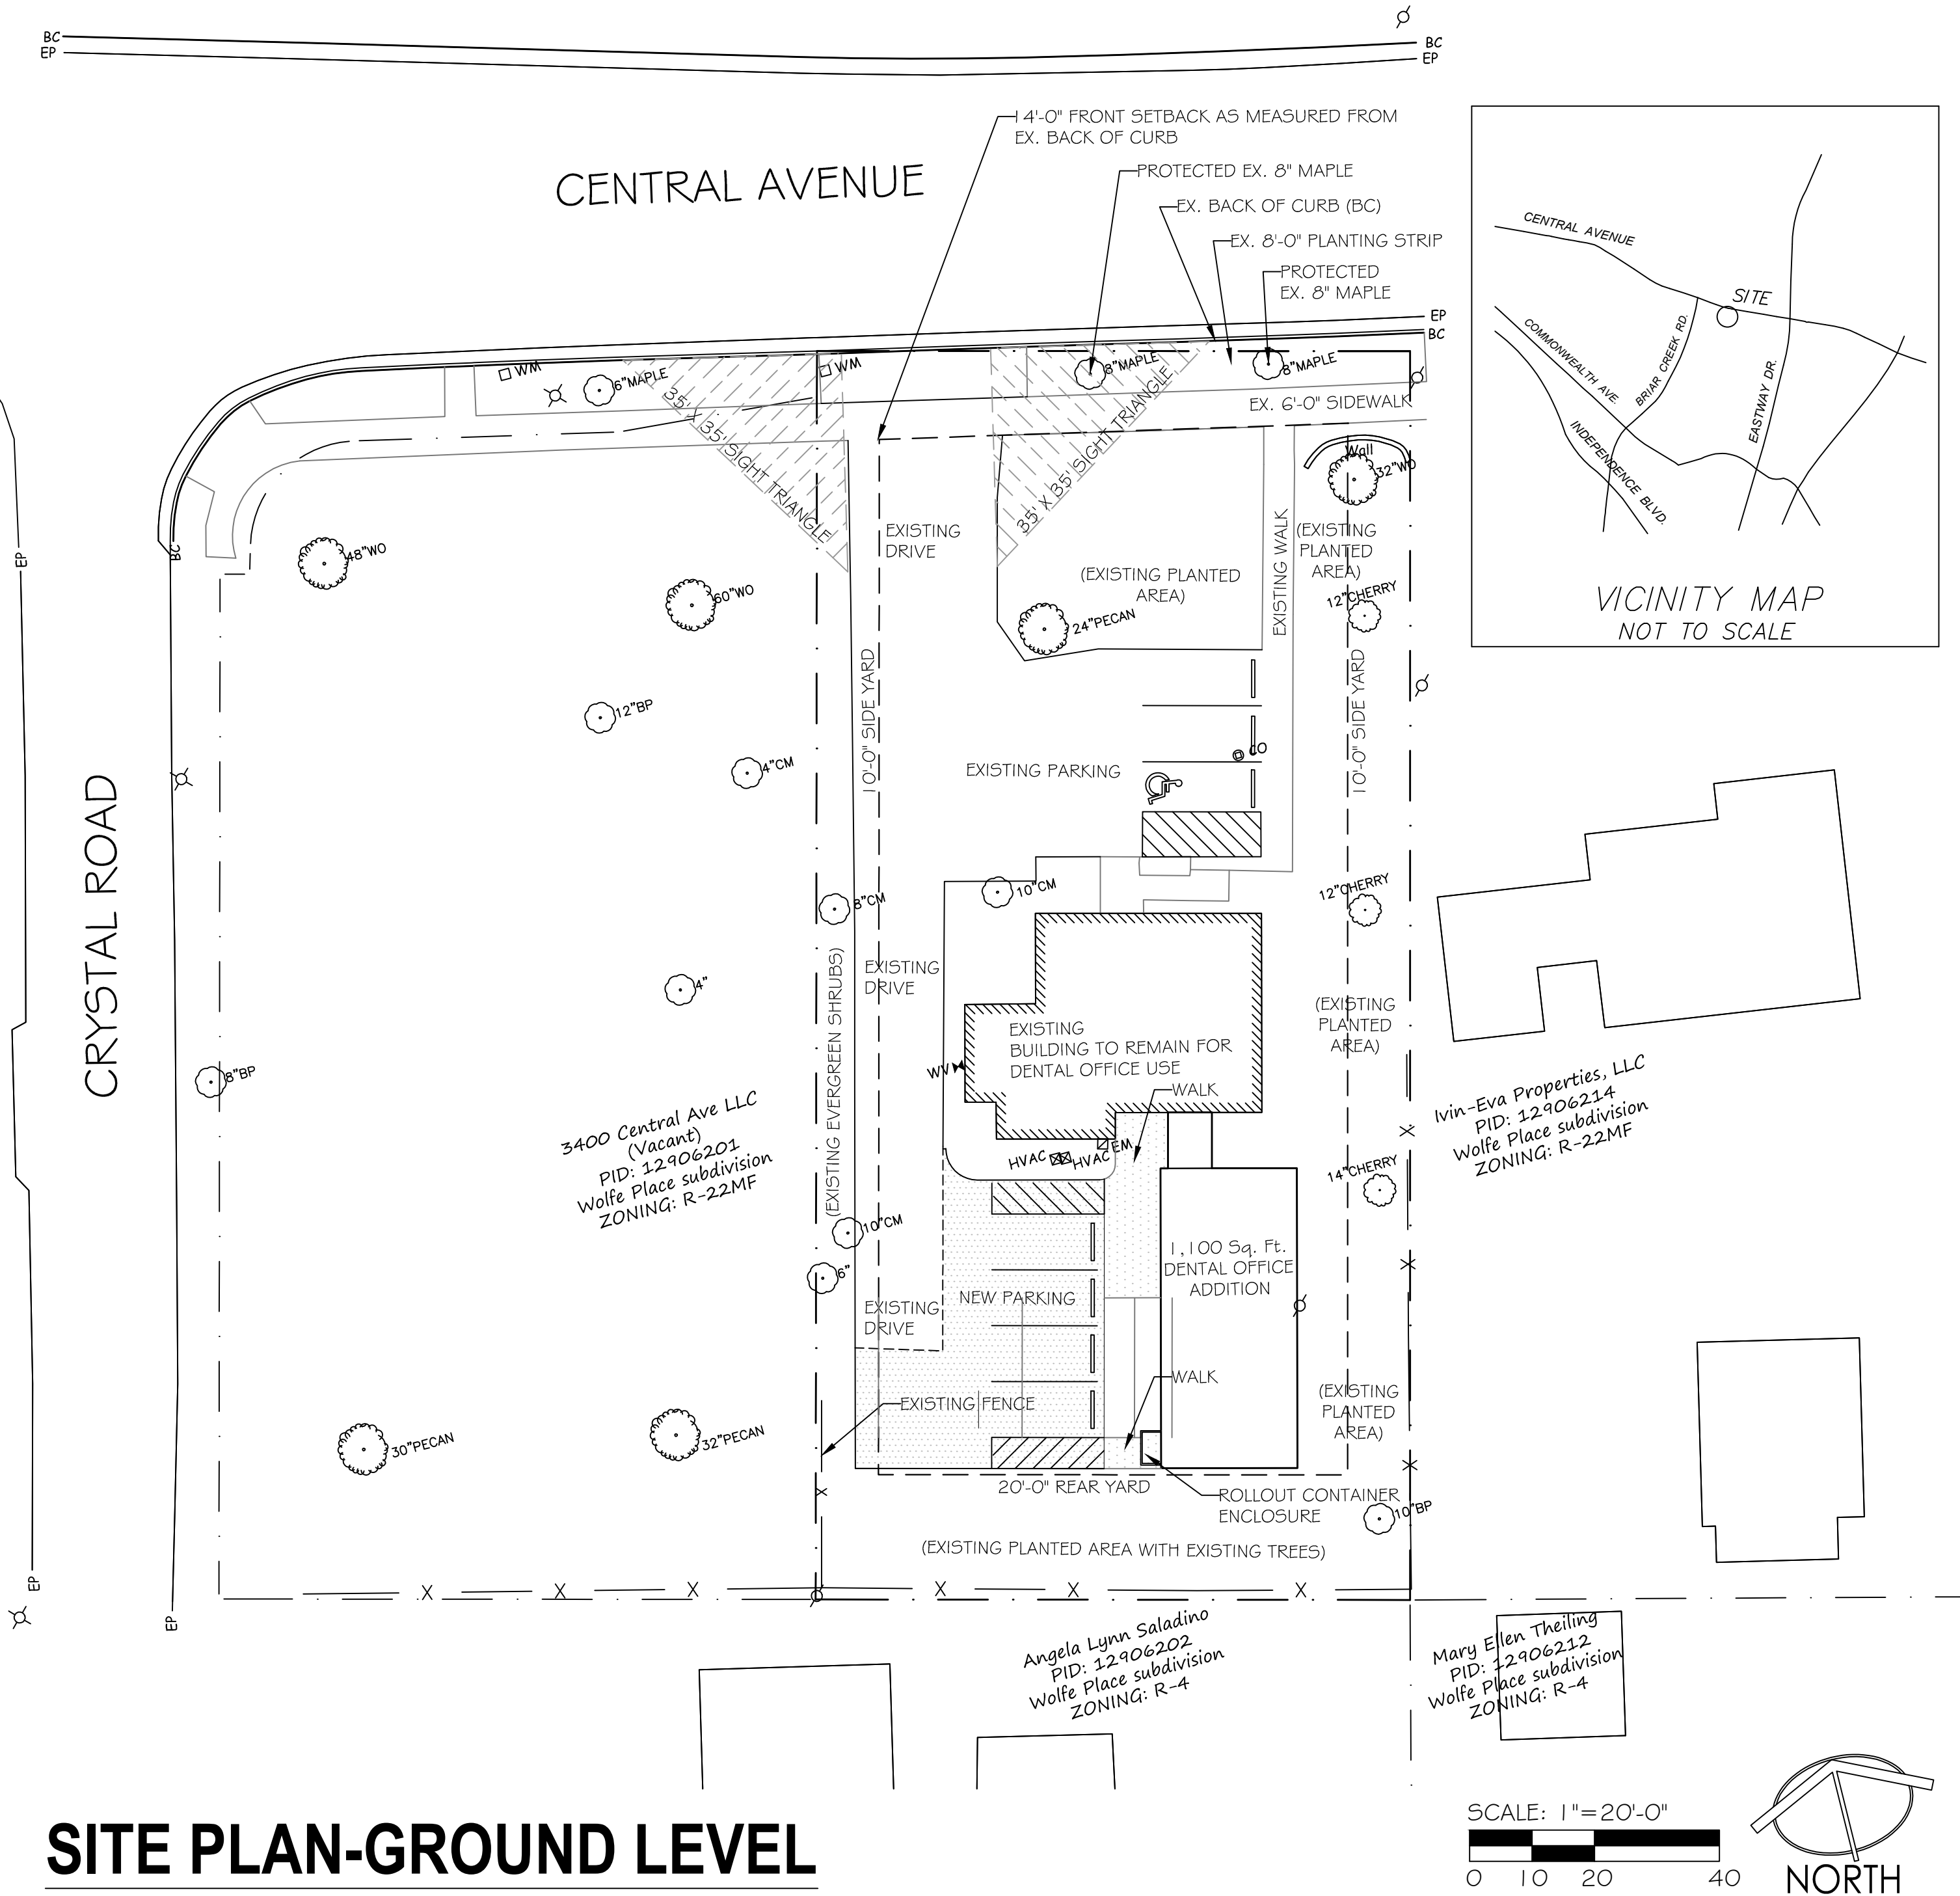 BC
EP
BC
EP
14'-0" FRONT SETBACK AS MEASURED FROM
EX. BACK OF CURB
CENTRAL AVENUE
PROTECTED EX. 8" MAPLE
EX. BACK OF CURB (BC)
EX. 8'-0" PLANTING STRIP
PROTECTED
EX. 8" MAPLE
EP
BC
WM
6"MAPLE
WM
8"MAPLE
8"MAPLE
EX. 6'-0" SIDEWALK
35' X 35' SIGHT TRIANGLE
35' X 35' SIGHT TRIANGLE
Wall
32"WO
CENTRAL AVENUE
SITE
COMMONWEALTH AVE.
BRIAR CREEK RD.
EASTWAY DR.
INDEPENDENCE BLVD.
VICINITY MAP
NOT TO SCALE
EP
BC
48"WO
60"WO
EXISTING
DRIVE
(EXISTING PLANTED
AREA)
EXISTING WALK
(EXISTING
PLANTED
AREA)
12"CHERRY
24"PECAN
12"BP
4"CM
10'-0" SIDE YARD
10'-0" SIDE YARD
CO
EXISTING PARKING
CRYSTAL ROAD
8"CM
10"CM
12"CHERRY
4"
EXISTING
DRIVE
(EXISTING EVERGREEN SHRUBS)
EXISTING
BUILDING TO REMAIN FOR
DENTAL OFFICE USE
(EXISTING
PLANTED
AREA)
WV
WALK
8"BP
3400 Central Ave LLC
(Vacant)
PID: 12906201
Wolfe Place subdivision
ZONING: R-22MF
Ivin-Eva Properties, LLC
PID: 12906214
Wolfe Place subdivision
ZONING: R-22MF
HVAC
HVAC
EM
14"CHERRY
10"CM
6"
1,100 Sq. Ft.
DENTAL OFFICE
ADDITION
EXISTING
DRIVE
NEW PARKING
WALK
EXISTING FENCE
(EXISTING
PLANTED
AREA)
30"PECAN
32"PECAN
20'-0" REAR YARD
ROLLOUT CONTAINER
ENCLOSURE
10"BP
(EXISTING PLANTED AREA WITH EXISTING TREES)
EP
EP
Angela Lynn Saladino
PID: 12906202
Wolfe Place subdivision
ZONING: R-4
Mary Ellen Theiling
PID: 12906212
Wolfe Place subdivision
ZONING: R-4
SITE PLAN-GROUND LEVEL
SCALE: 1"=20'-0"
0 10 20 40
NORTH